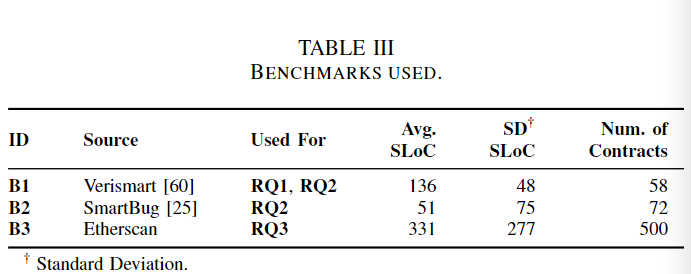 TABLE III
BENCHMARKS USED.
ID Source Used For Avg. SLoC SD† SLoC Num. of Contracts
B1 Verismart [60] RQ1, RQ2 136 48 58
B2 SmartBug [25] RQ2 51 75 72
B3 Etherscan RQ3 331 277 500
† Standard Deviation.